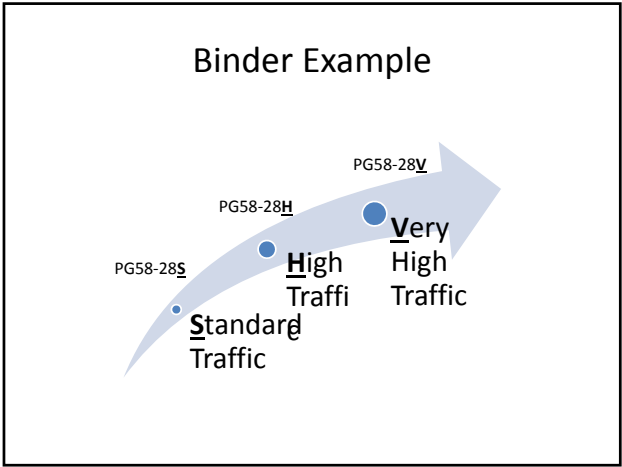 Binder Example
PG58-28S
Standard
Traffic
PG58-28H
High
Traffi
c
PG58-28V
Very
High
Traffic